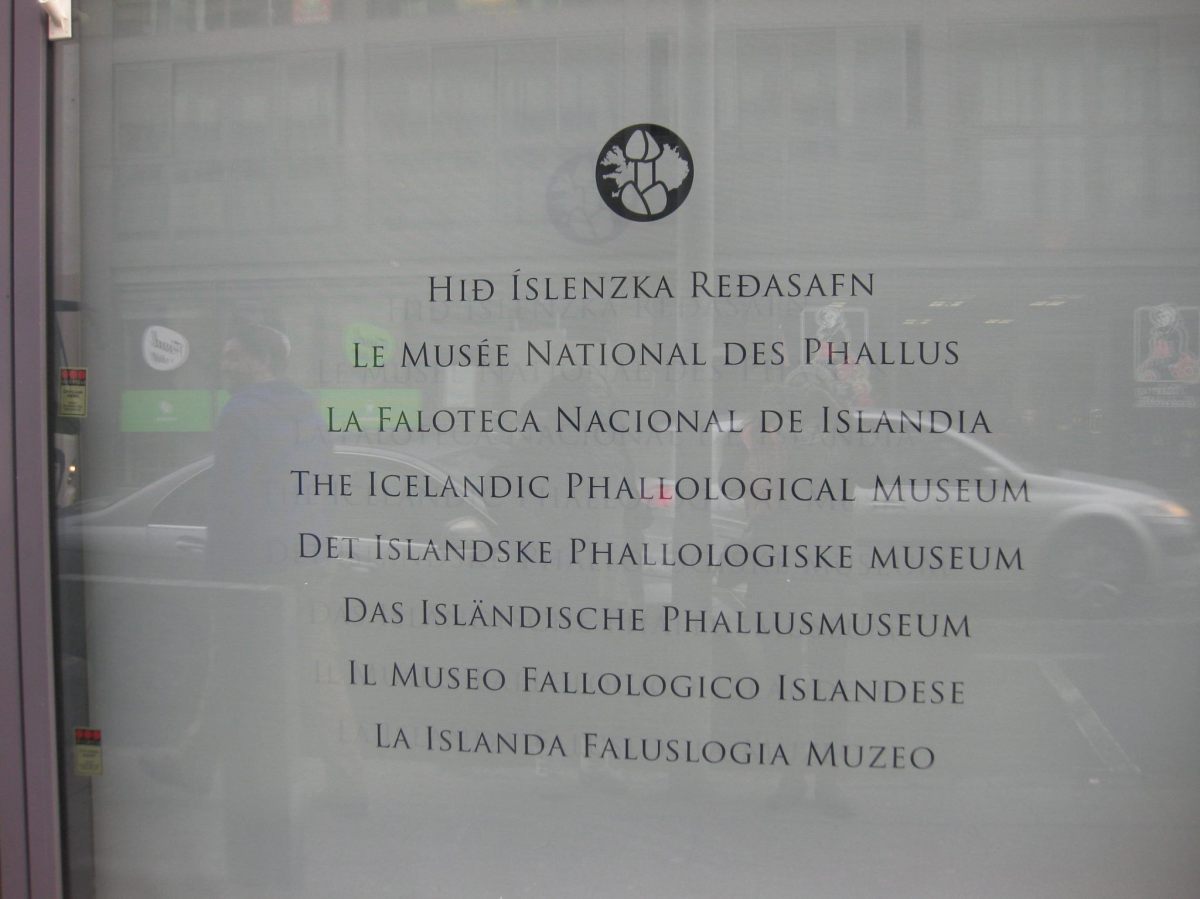 Hið Íslenzka Reðasafn
Le Musée National des Phallus
La Faloteca Nacional de Islandia
The Icelandic Phallological Museum
Det Islandske Phallologiske museum
Das Isländische Phallusmuseum
Il Museo Fallologico Islandese
La Islanda Faluslogia Muzeo